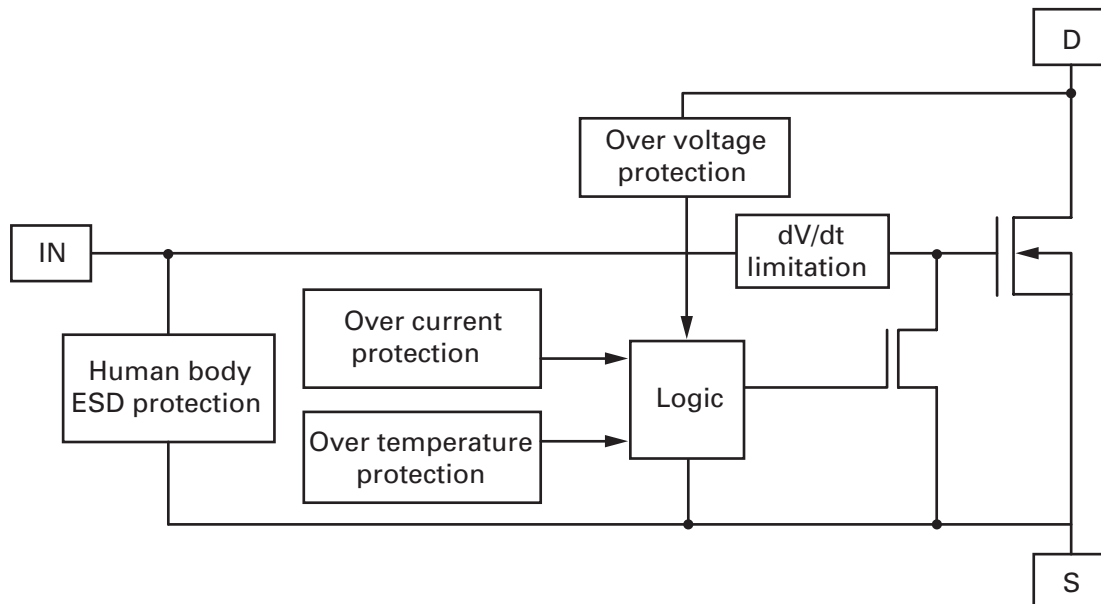 D
Over voltage
protection
IN
dV/dt
limitation
Over current
protection
Human body
ESD protection
Logic
Over temperature
protection
S